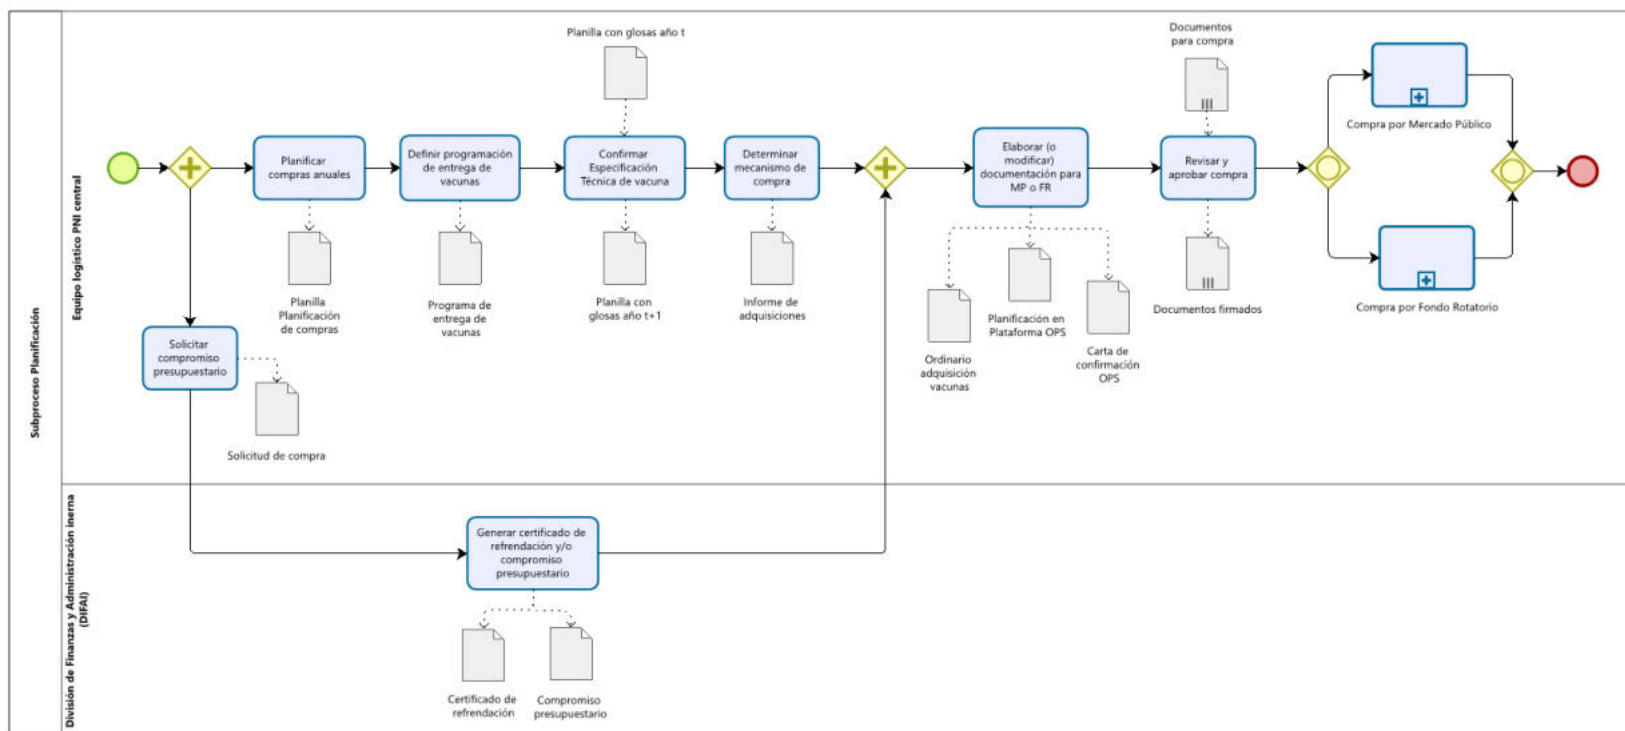 Subproceso Planificación
Equipo logístico PNI central
Planificar
compras anuales
Planilla
Planificación
de compras
Definir programación
de entrega de
vacunas
Programa de
entrega de
vacunas
Planilla con glosas año t
Confirmar
Especificación
Técnica de vacuna
Planilla con
glosas año t+1
Determinar
mecanismo de
compra
Informe de
adquisiciones
Elaborar (o
modificar)
documentación para
MP o FR
Ordinario
adquisición
vacunas
Planificación en
Plataforma OPS
Carta de
confirmación
OPS
Documentos
para compra
Revisar y
aprobar compra
Documentos firmados
Compra por Mercado Público
Compra por Fondo Rotatorio
Solicitar
compromiso
presupuestario
Solicitud de compra
División de Finanzas y Administración inerna
(DIFAI)
Generar certificado de
refrendación y/o
compromiso
presupuestario
Certificado de
refrendación
Compromiso
presupuestario